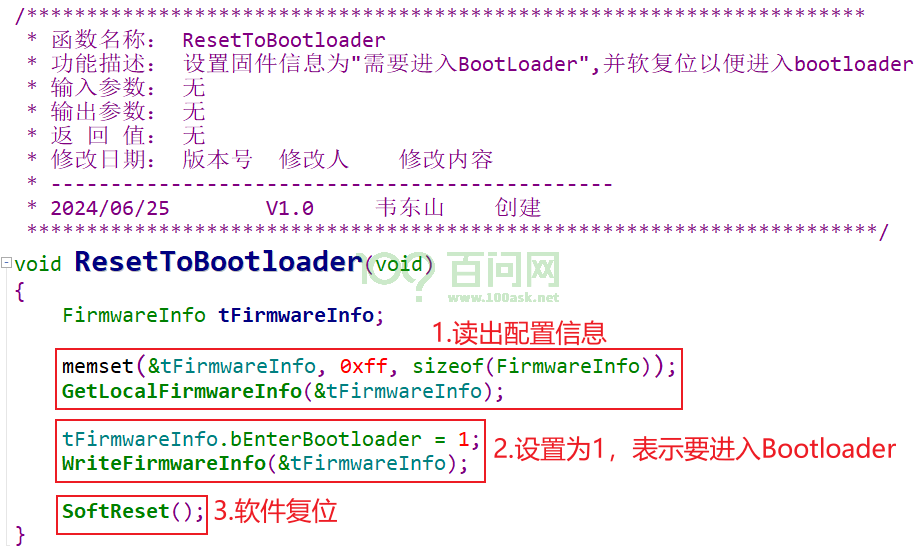 /**********************************************************************
* 函数名称： ResetToBootloader
* 功能描述： 设置固件信息为"需要进入BootLoader",并软复位以便进入bootloader
* 输入参数： 无
* 输出参数： 无
* 返 回 值： 无
* 修改日期： 版本号 修改人 修改内容
* -----------------------------------------------
* 2024/06/25 V1.0 韦东山 创建
***********************************************************************/
void ResetToBootloader(void)
百问网
www.100ask.net
{
FirmwareInfo tFirmwareInfo;
1.读出配置信息
memset(&tFirmwareInfo, 0xff, sizeof(FirmwareInfo));
GetLocalFirmwareInfo(&tFirmwareInfo);
tFirmwareInfo.bEnterBootloader = 1;
2.设置为1，表示要进入Bootloader
WriteFirmwareInfo(&tFirmwareInfo);
SoftReset();
3.软件复位
}